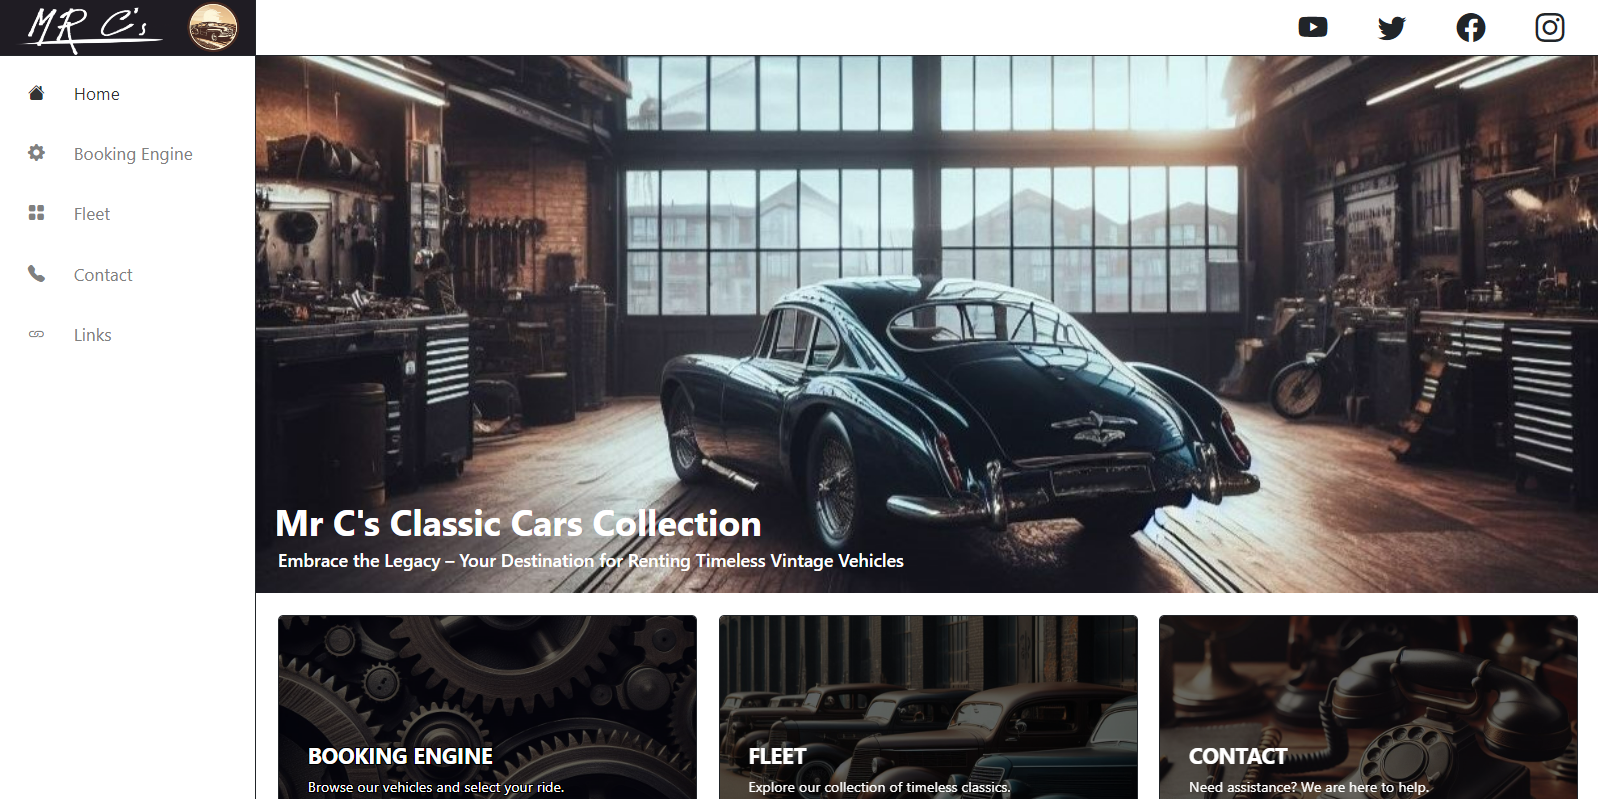 MR C's
Home
Booking Engine
Fleet
Contact
Links
Mr C's Classic Cars Collection
Embrace the Legacy – Your Destination for Renting Timeless Vintage Vehicles
BOOKING ENGINE
Browse our vehicles and select your ride.
FLEET
Explore our collection of timeless classics.
CONTACT
Need assistance? We are here to help.